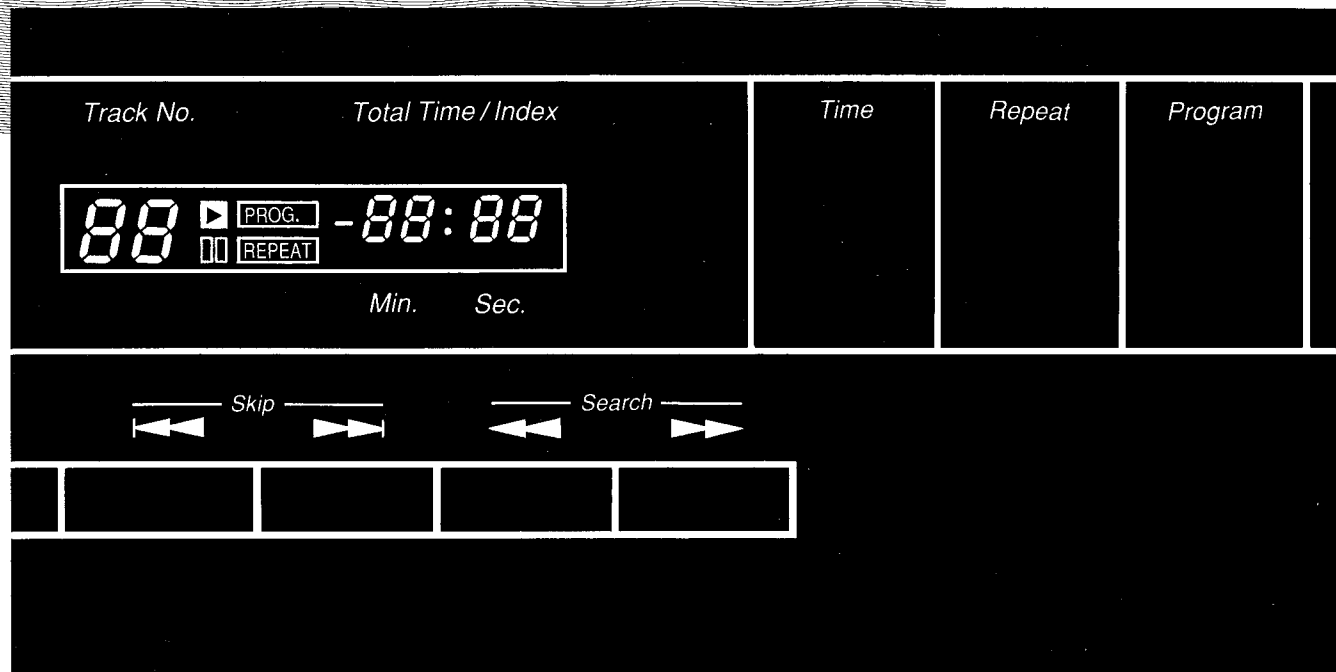 Track No. Total Time / Index Time Repeat Program
88 PROG. -88:88
REPEAT
Min. Sec.
Skip Search